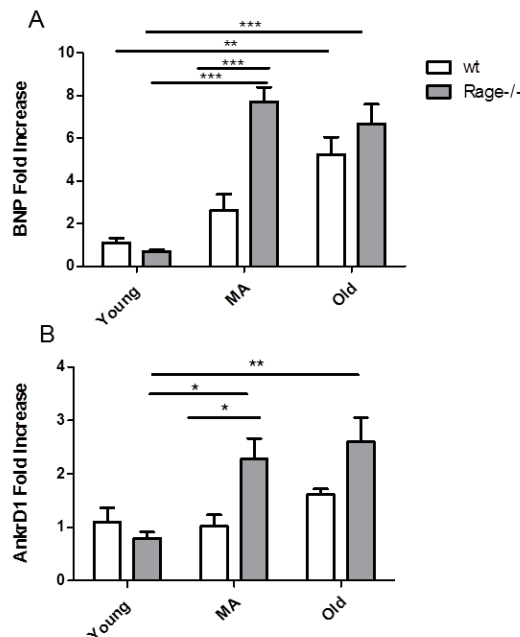 A
***
**
***
***
10
8
6
4
2
0
BNP Fold Increase
wt
Rage-/-
Young
MA
Old
B
**
*
*
4
3
2
1
0
AnkrD1 Fold Increase
Young
MA
Old